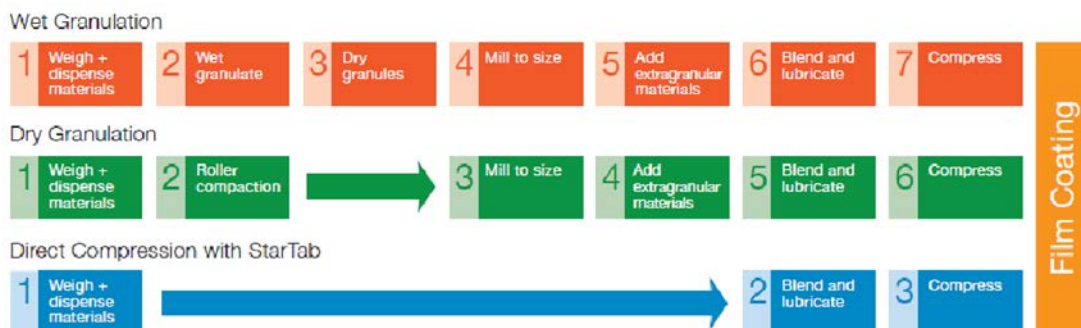 Wet Granulation
1 Weigh +
dispense
materials
2 Wet
granulate
3 Dry
granules
4 Mill to size
5 Add
extragranular
materials
6 Blend and
lubricate
7 Compress
Dry Granulation
1 Weigh +
dispense
materials
2 Roller
compaction
3 Mill to size
4 Add
extragranular
materials
5 Blend and
lubricate
6 Compress
Direct Compression with StarTab
1 Weigh +
dispense
materials
2 Blend and
lubricate
3 Compress
Film Coating